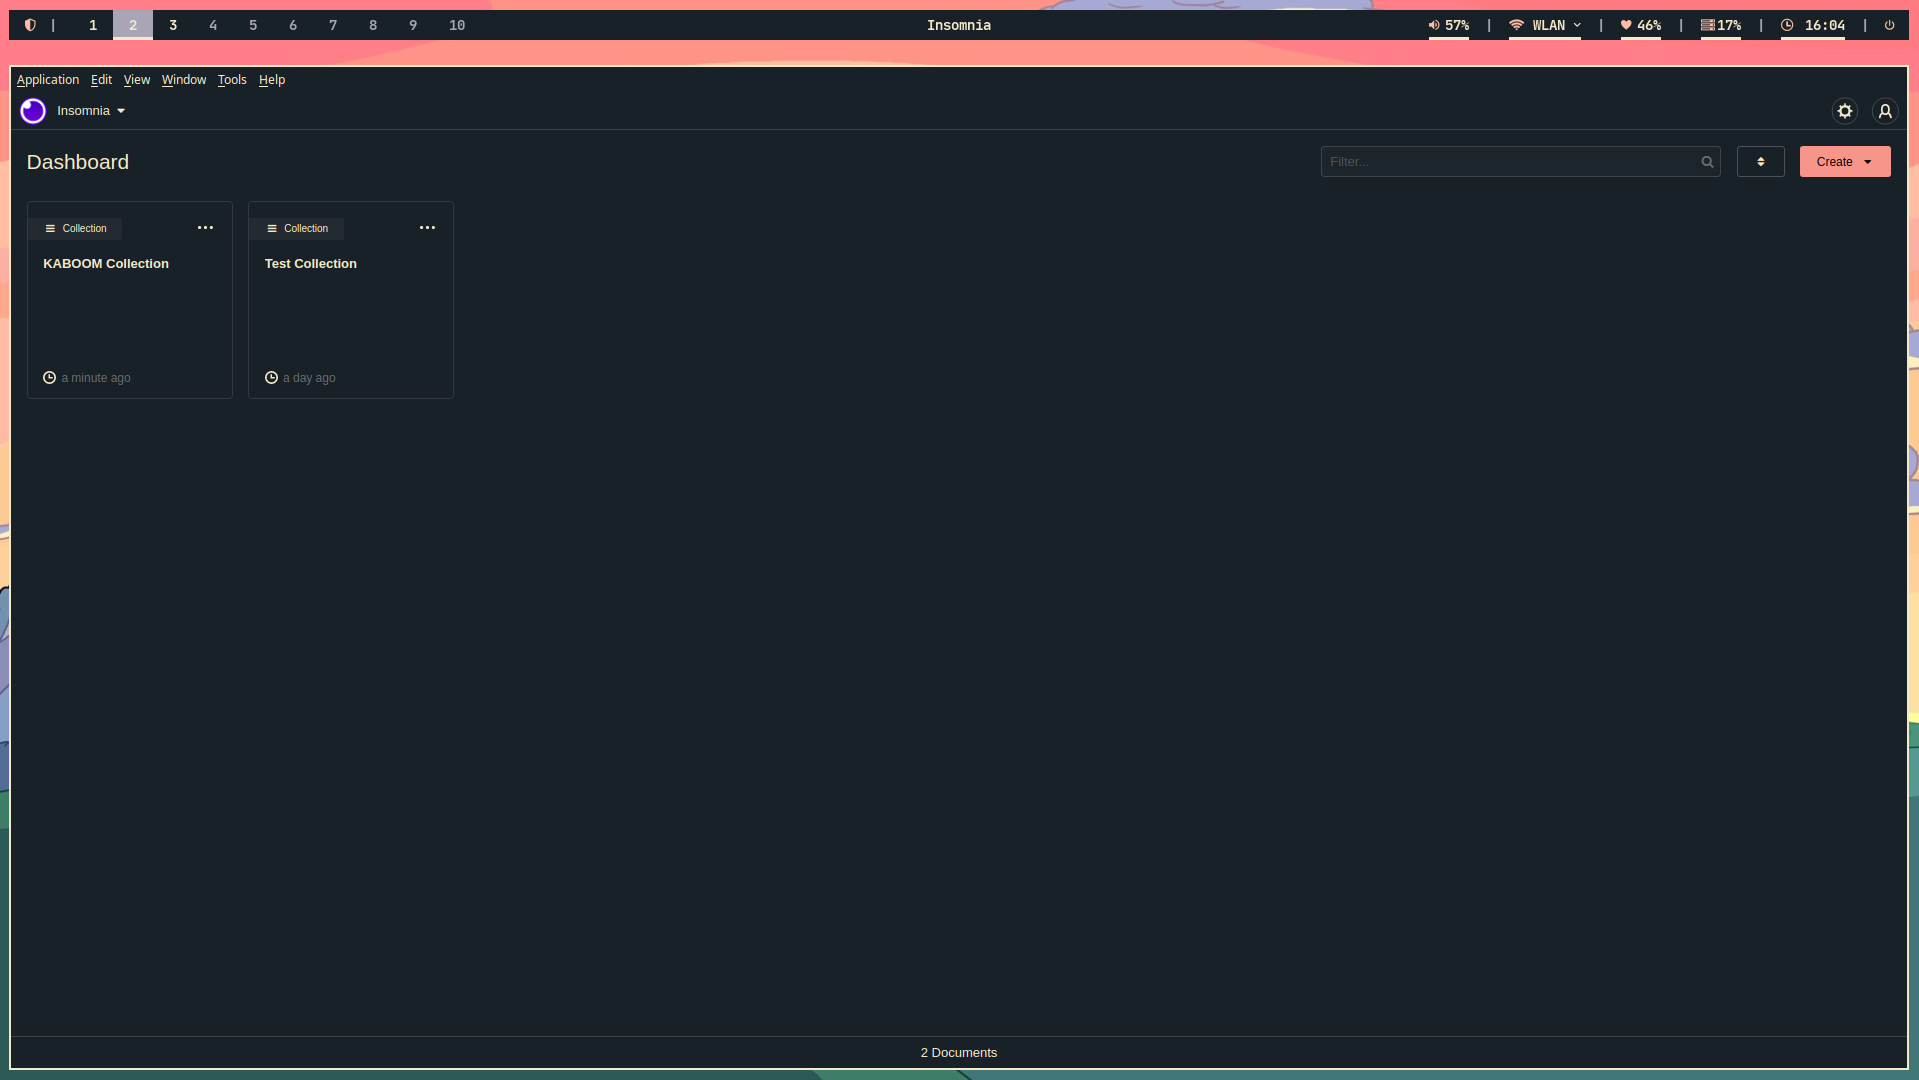 | 1 2 3 4 5 6 7 8 9 10 Insomnia 57% | WLAN | 46% | 17% | 16:04 |
Application Edit View Window Tools Help
Insomnia
Dashboard Filter... Create
Collection ... Collection ...
KABOOM Collection Test Collection
a minute ago a day ago
2 Documents